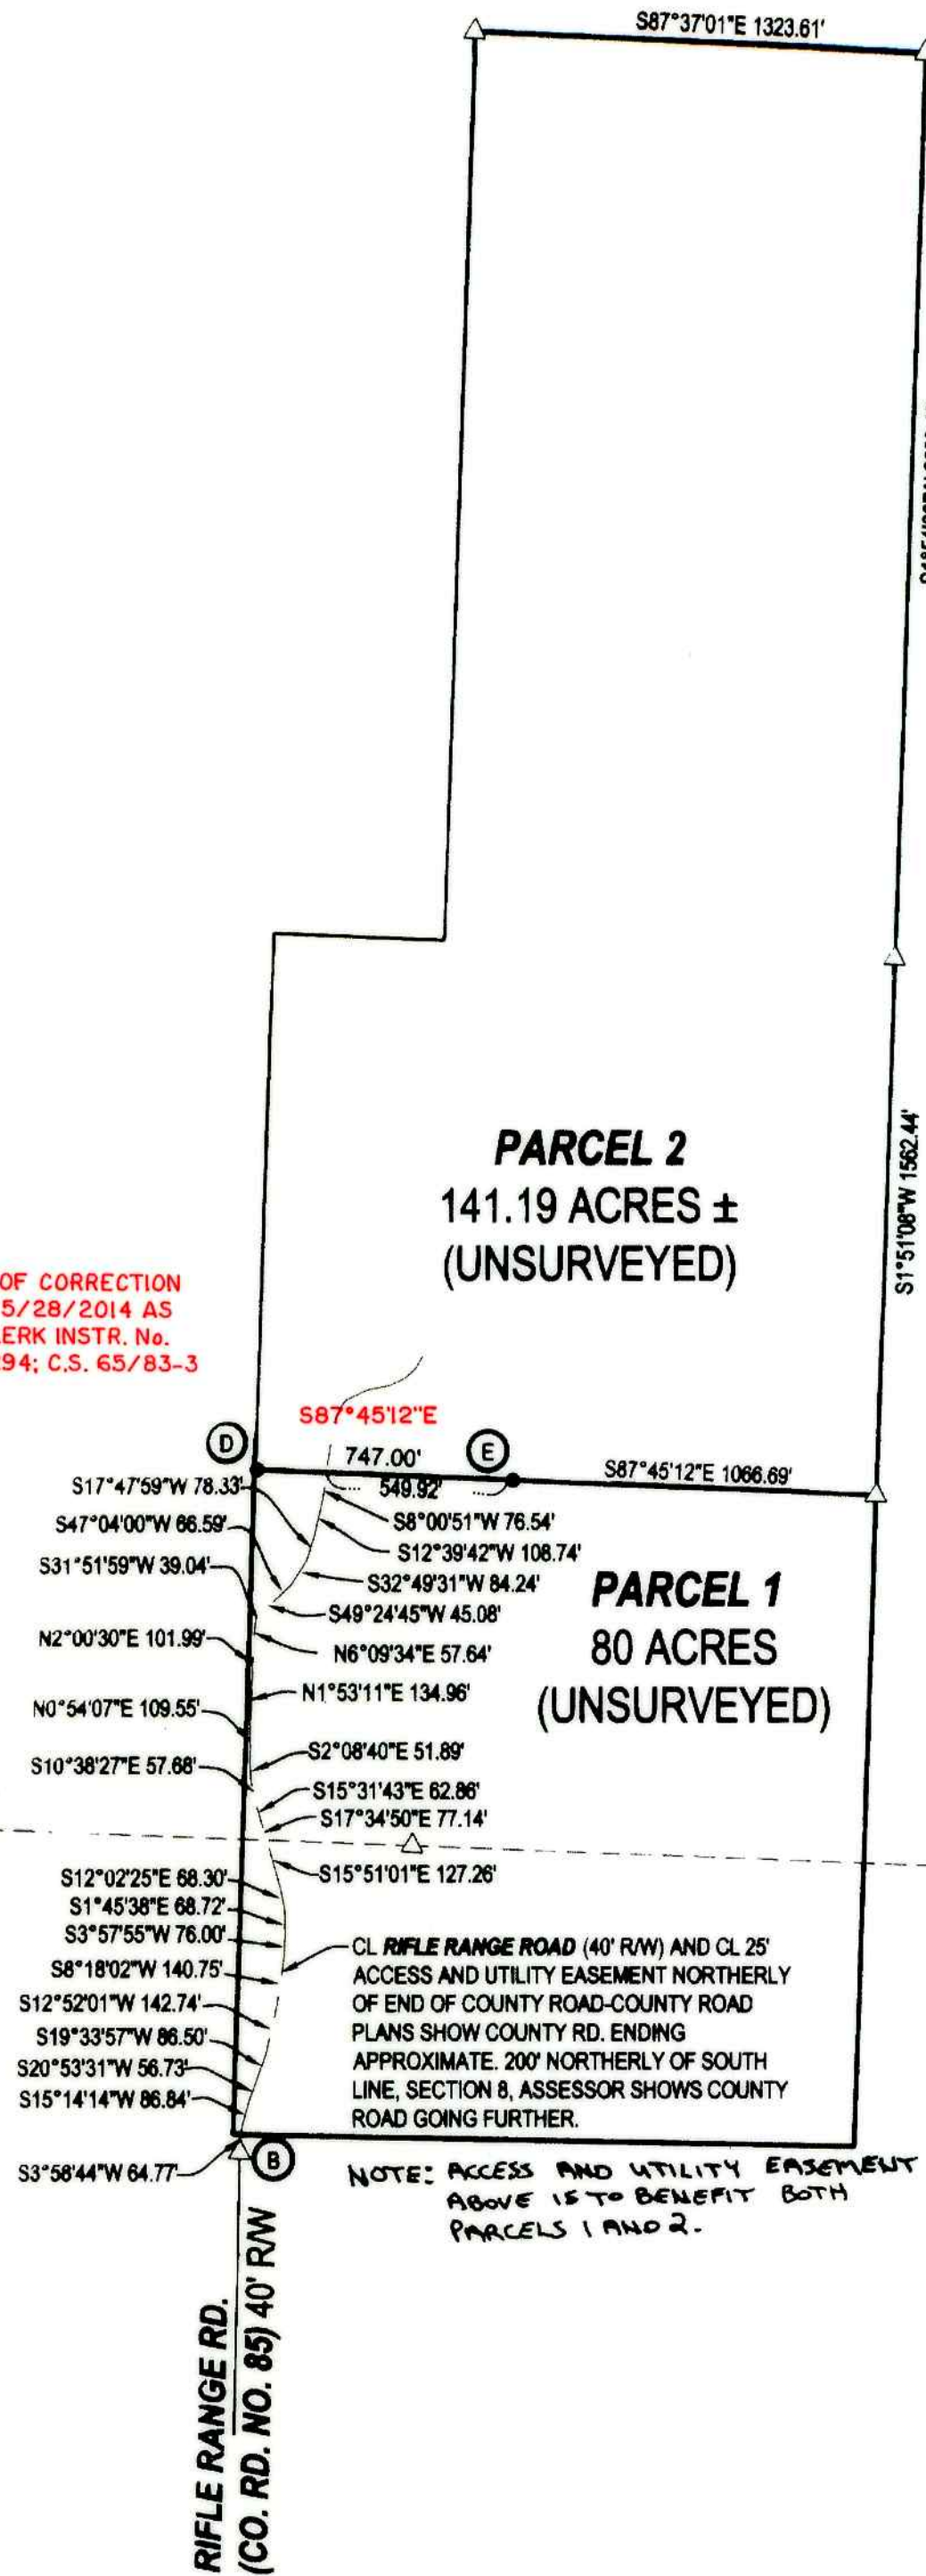 S87°37'01"E 1323.61'
S1°51'08"W 1562.44'
PARCEL 2
141.19 ACRES ±
(UNSURVEYED)
OF CORRECTION
5/28/2014 AS
ERK INSTR. No.
94; C.S. 65/83-3
S87°45'12"E
D
747.00'
E
549.92'
S87°45'12"E 1066.69'
S17°47'59"W 78.33'
S8°00'51"W 76.54'
S47°04'00"W 66.59'
S12°39'42"W 108.74'
S31°51'59"W 39.04'
S32°49'31"W 84.24'
PARCEL 1
80 ACRES
(UNSURVEYED)
S49°24'45"W 45.08'
N2°00'30"E 101.99'
N6°09'34"E 57.64'
N1°53'11"E 134.96'
N0°54'07"E 109.55'
S10°38'27"E 57.68'
S2°08'40"E 51.89'
S15°31'43"E 62.86'
S17°34'50"E 77.14'
S15°51'01"E 127.26'
S12°02'25"E 68.30'
S1°45'38"E 68.72'
S3°57'55"W 76.00'
S8°18'02"W 140.75'
S12°52'01"W 142.74'
S19°33'57"W 86.50'
S20°53'31"W 56.73'
S15°14'14"W 86.84'
S3°58'44"W 64.77'
CL RIFLE RANGE ROAD (40' R/W) AND CL 25'
ACCESS AND UTILITY EASEMENT NORTHERLY
OF END OF COUNTY ROAD-COUNTY ROAD
PLANS SHOW COUNTY RD. ENDING
APPROXIMATE. 200' NORTHERLY OF SOUTH
LINE, SECTION 8, ASSESSOR SHOWS COUNTY
ROAD GOING FURTHER.
B
NOTE: ACCESS AND UTILITY EASEMENT
ABOVE IS TO BENEFIT BOTH
PARCELS 1 AND 2.
RIFLE RANGE RD.
(CO. RD. NO. 85) 40' R/W